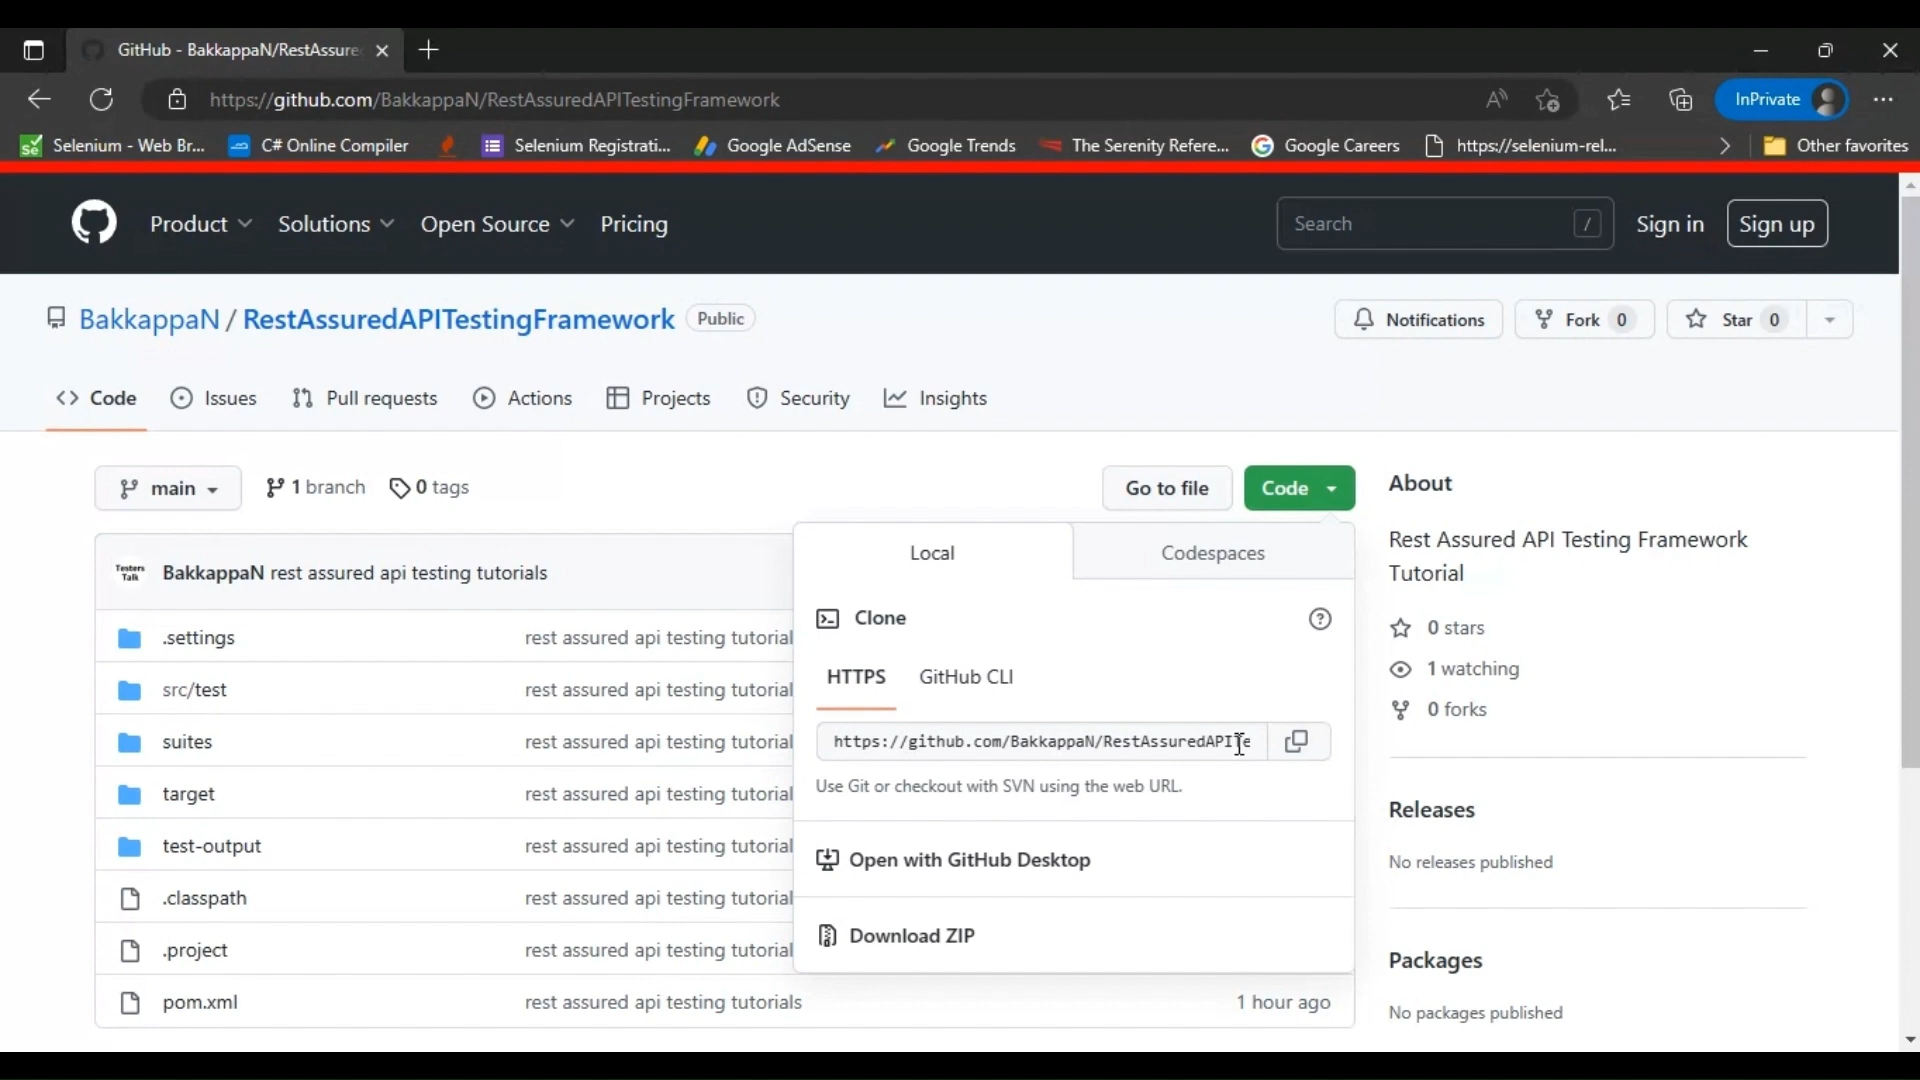 GitHub - BakkappaN/RestAssure
https://github.com/BakkappaN/RestAssuredAPITestingFramework
InPrivate
Selenium - Web Br... C# Online Compiler Selenium Registrati... Google AdSense Google Trends The Serenity Refere... Google Careers https://selenium-rel... Other favorites
Product Solutions Open Source Pricing Search / Sign in Sign up
BakkappaN / RestAssuredAPITestingFramework Public Notifications Fork 0 Star 0
Code Issues Pull requests Actions Projects Security Insights
main 1 branch 0 tags Go to file Code About
Rest Assured API Testing Framework
Tutorial
Local Codespaces
Testers Talk BakkappaN rest assured api testing tutorials
Clone
0 stars
.settings rest assured api testing tutorial
1 watching
HTTPS GitHub CLI
src/test rest assured api testing tutorial
0 forks
https://github.com/BakkappaN/RestAssuredAPITe
suites rest assured api testing tutorial
Use Git or checkout with SVN using the web URL.
target rest assured api testing tutorial
Releases
test-output rest assured api testing tutorial
Open with GitHub Desktop
No releases published
.classpath rest assured api testing tutorial
Download ZIP
.project rest assured api testing tutorial
Packages
pom.xml rest assured api testing tutorials 1 hour ago
No packages published